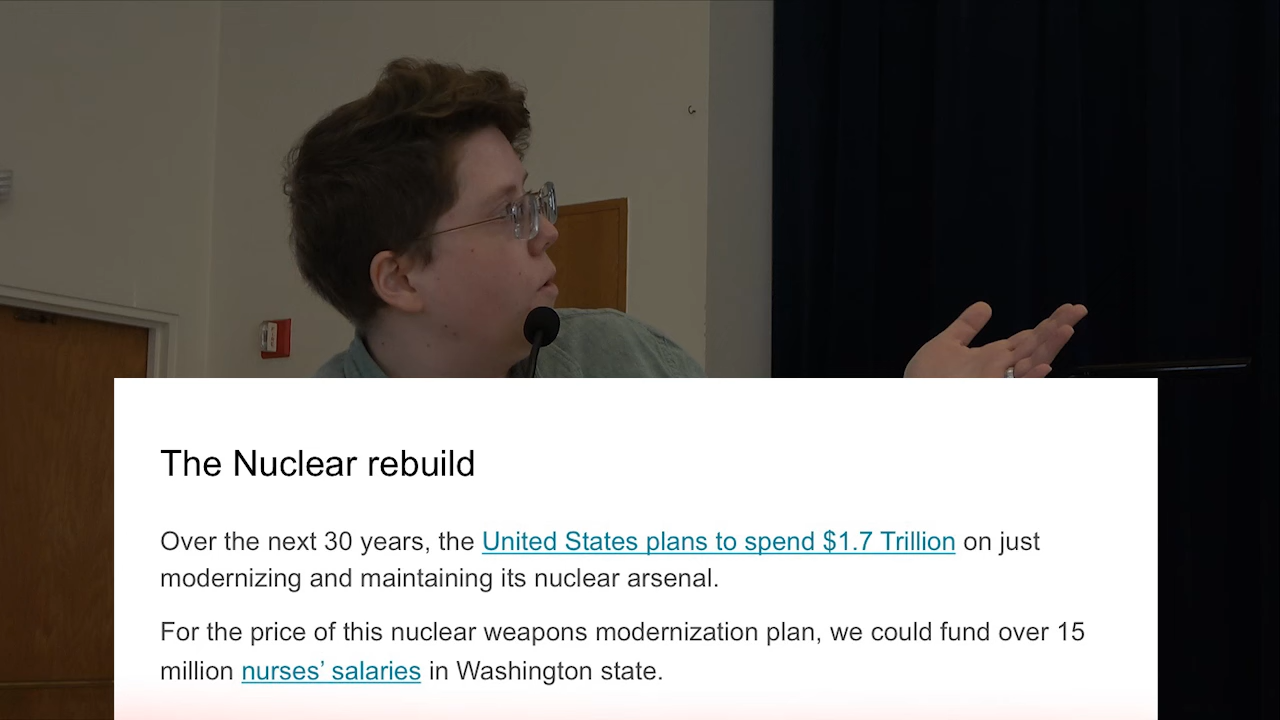 The Nuclear rebuild
Over the next 30 years, the United States plans to spend $1.7 Trillion on just
modernizing and maintaining its nuclear arsenal.
For the price of this nuclear weapons modernization plan, we could fund over 15
million nurses’ salaries in Washington state.